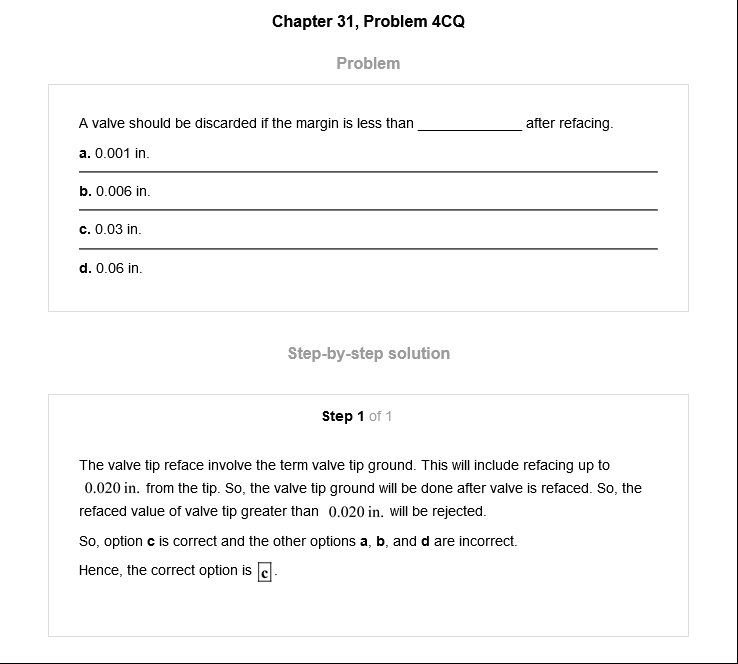 Chapter 31, Problem 4CQ
Problem
A valve should be discarded if the margin is less than _____________ after refacing.
a. 0.001 in.
b. 0.006 in.
c. 0.03 in.
d. 0.06 in.
Step-by-step solution
Step 1 of 1
The valve tip reface involve the term valve tip ground. This will include refacing up to
0.020 in. from the tip. So, the valve tip ground will be done after valve is refaced. So, the
refaced value of valve tip greater than 0.020 in. will be rejected.
So, option c is correct and the other options a, b, and d are incorrect.
Hence, the correct option is c.